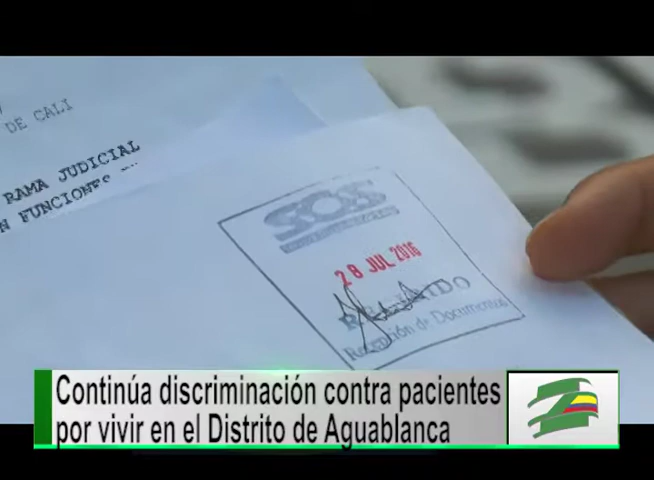 DE CALI
RAMA JUDICIAL
N FUNCIONES
SOS
28 JUL 2016
RECIBIDO
Recepción de Documentos
Continúa discriminación contra pacientes
por vivir en el Distrito de Aguablanca